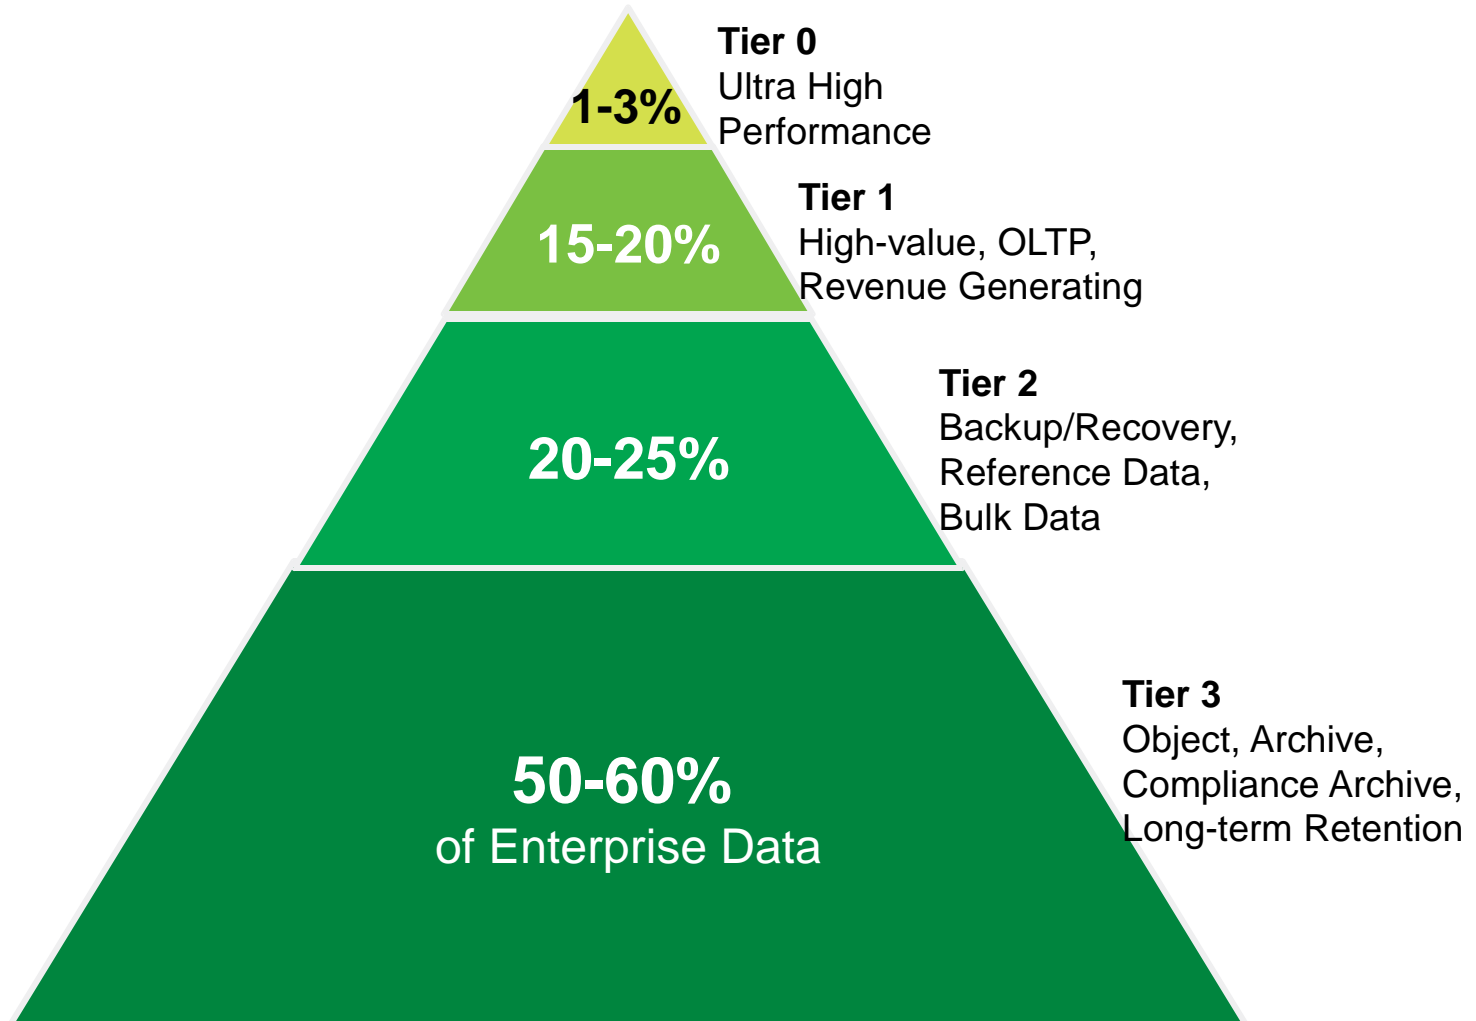 1-3%
Tier 0
Ultra High
Performance
15-20%
Tier 1
High-value, OLTP,
Revenue Generating
20-25%
Tier 2
Backup/Recovery,
Reference Data,
Bulk Data
50-60%
of Enterprise Data
Tier 3
Object, Archive,
Compliance Archive,
Long-term Retention